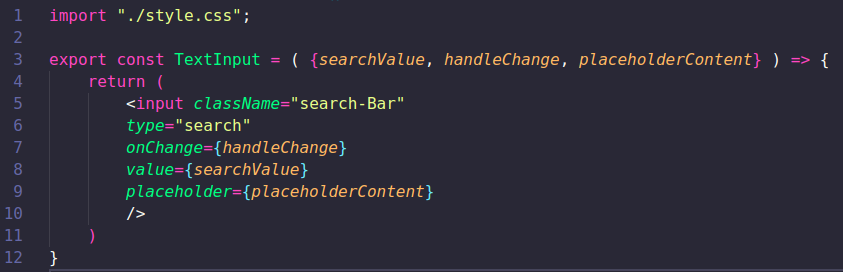 1 import "./style.css";
2
3 export const TextInput = ( {searchValue, handleChange, placeholderContent} ) => {
4 return (
5 <input className="search-Bar"
6 type="search"
7 onChange={handleChange}
8 value={searchValue}
9 placeholder={placeholderContent}
10 />
11 )
12 }